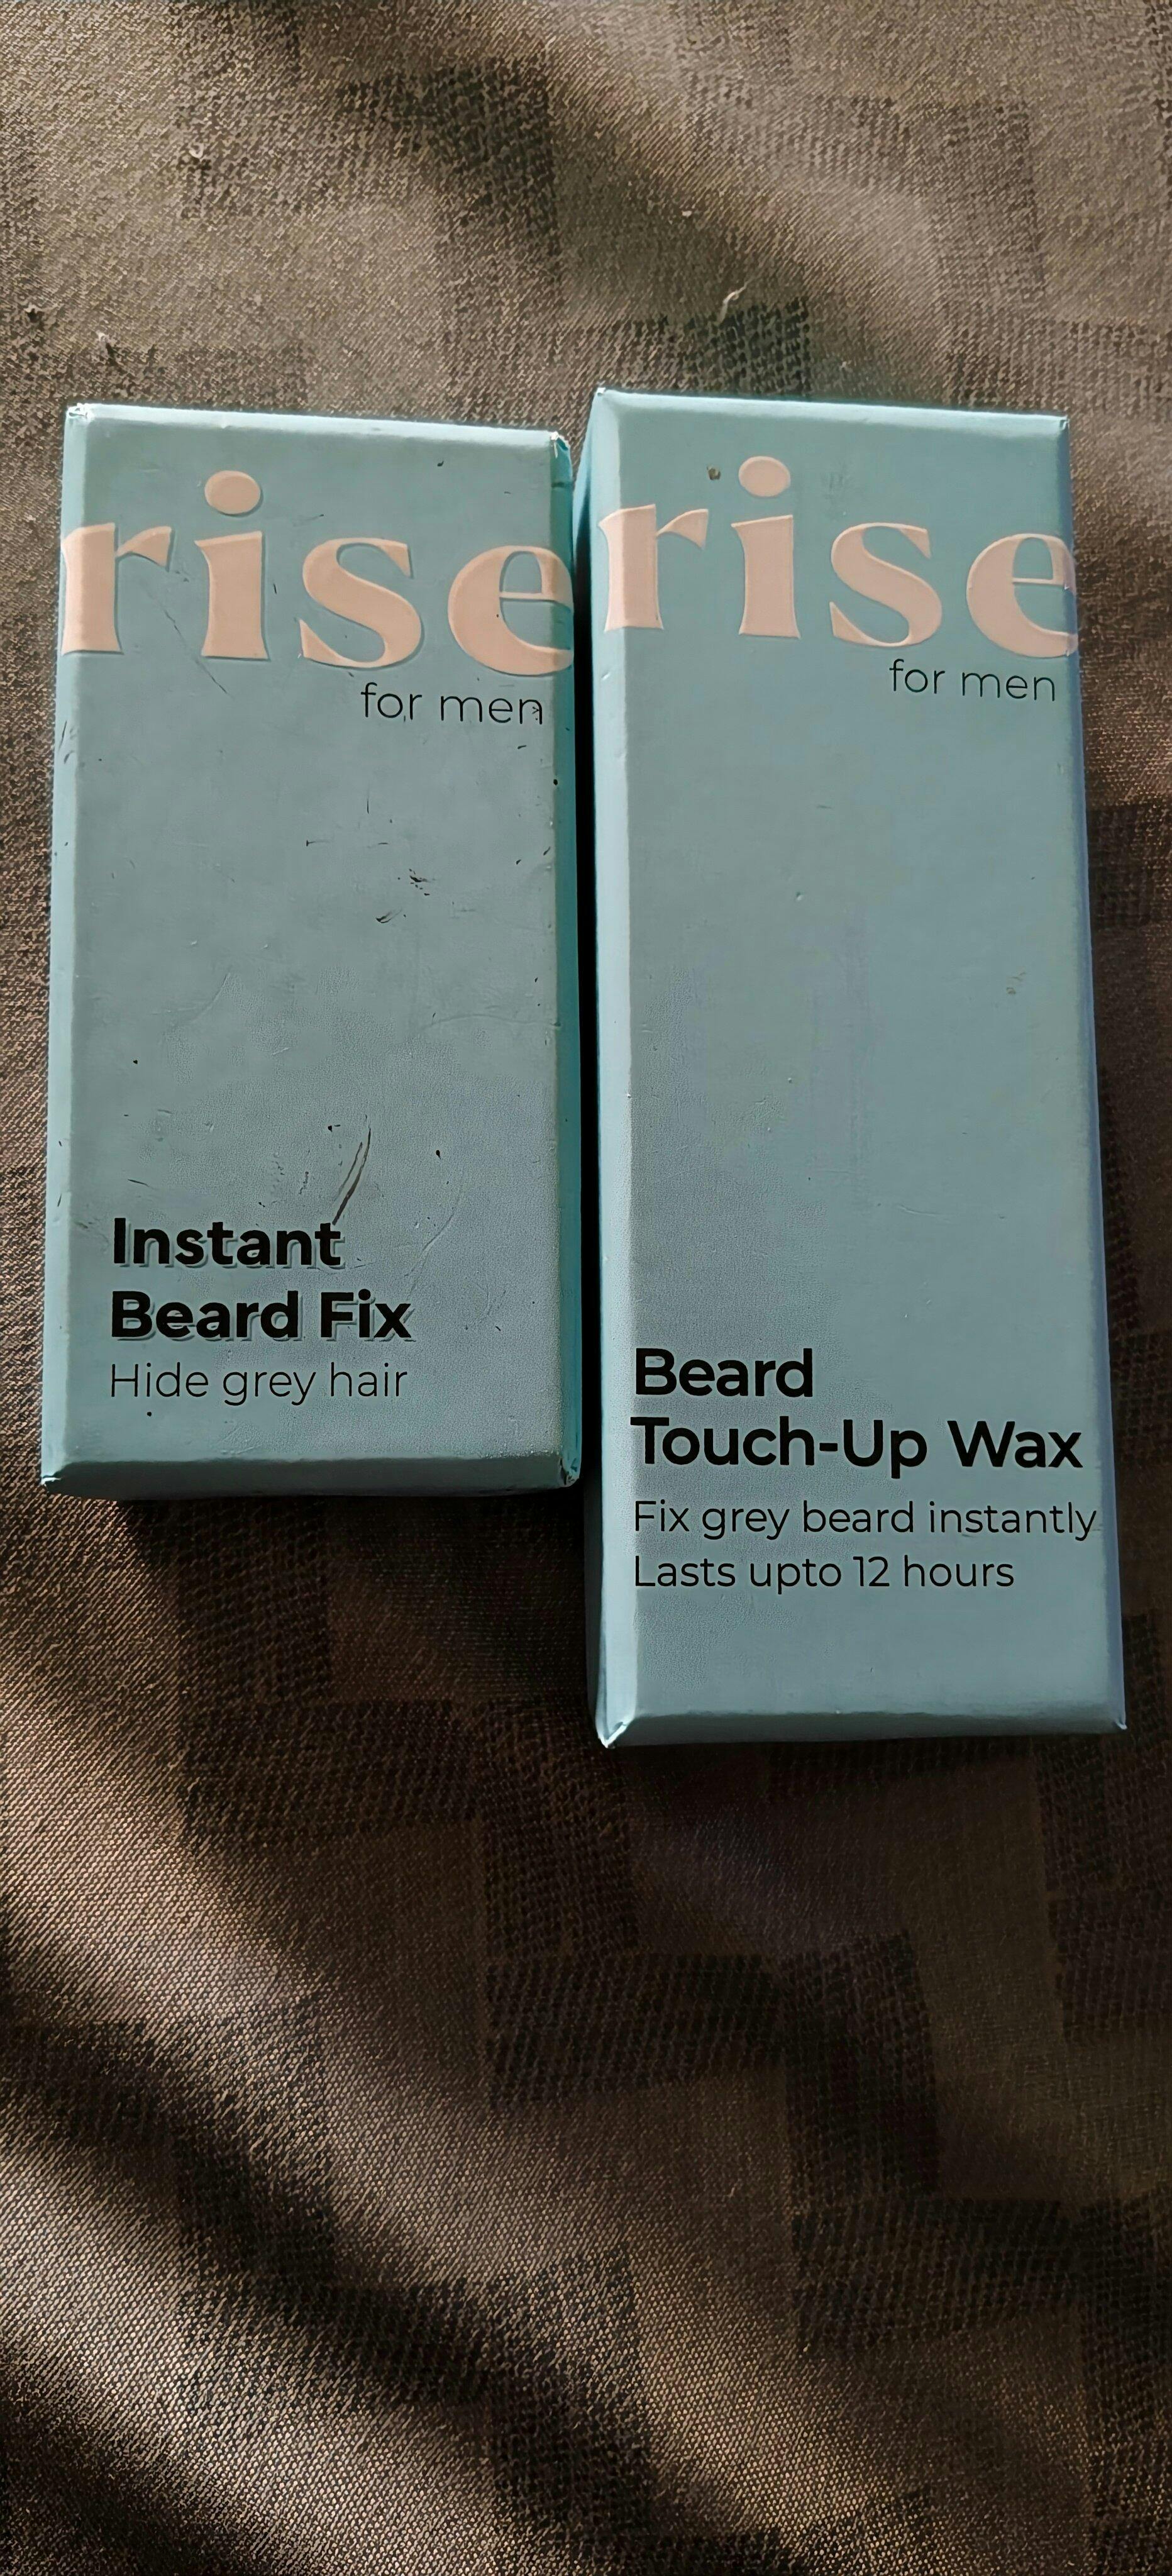 rise
for men
Instant
Beard Fix
Hide grey hair
rise
for men
Beard
Touch-Up Wax
Fix grey beard instantly
Lasts upto 12 hours